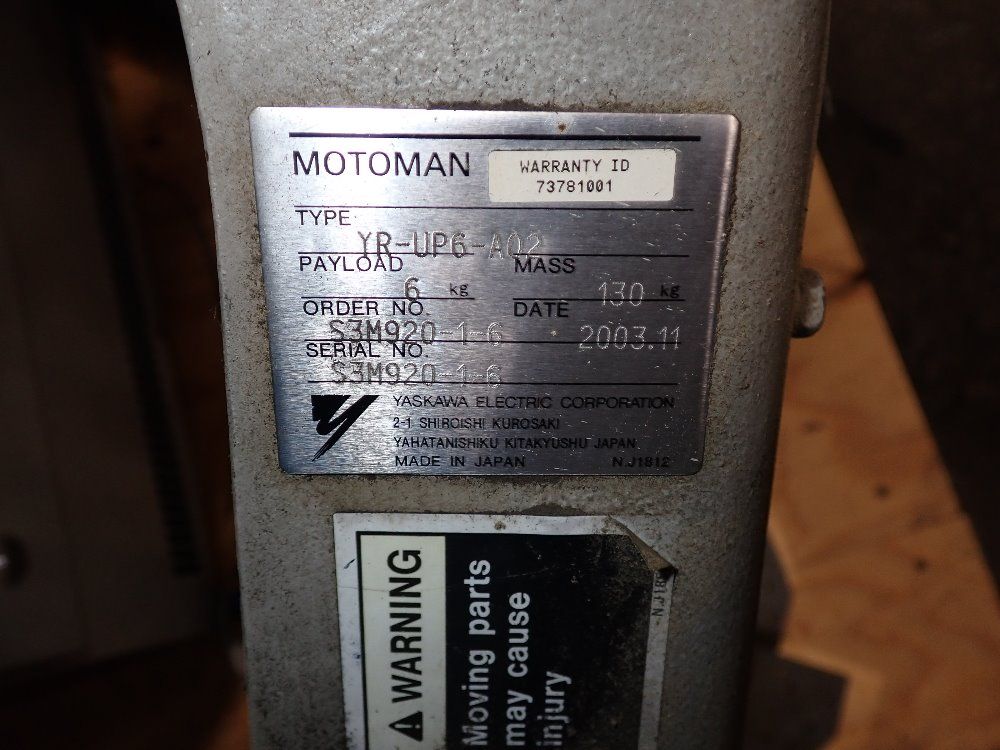 MOTOMAN
WARRANTY ID
73781001
TYPE
YR-UP6-A02
PAYLOAD MASS
6 kg 130 kg
ORDER NO. DATE
S3M920-1-6 2003.11
SERIAL NO.
S3M920-1-6
YASKAWA ELECTRIC CORPORATION
2-1 SHIROISHI KUROSAKI
YAHATANISHIKU KITAKYUSHU JAPAN
MADE IN JAPAN NJ1812
WARNING
Moving parts
may cause
injury